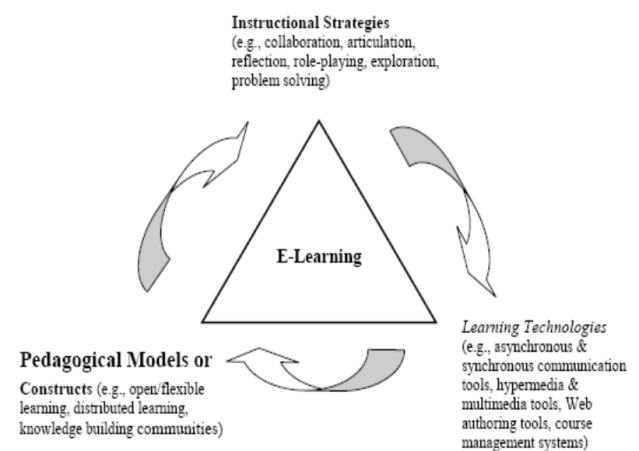 Instructional Strategies
(e.g., collaboration, articulation,
reflection, role-playing, exploration,
problem solving)
E-Learning
Pedagogical Models or
Constructs (e.g., open/flexible
learning, distributed learning,
knowledge building communities)
Learning Technologies
(e.g., asynchronous &
synchronous communication
tools, hypermedia &
multimedia tools, Web
authoring tools, course
management systems)